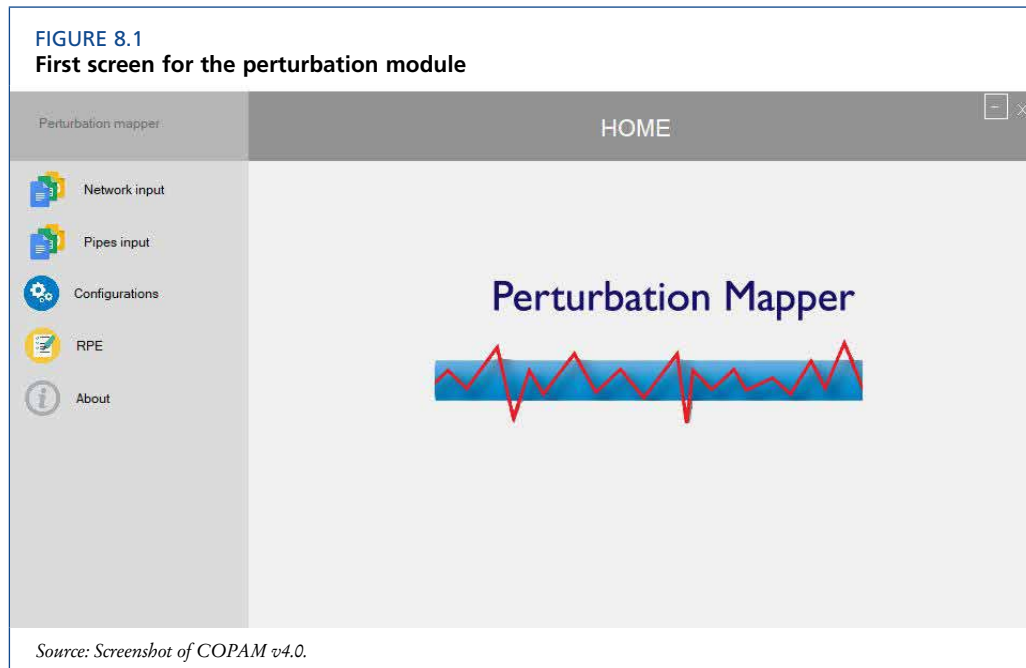 FIGURE 8.1
First screen for the perturbation module
Perturbation mapper
HOME
Network input
Pipes input
Configurations
RPE
About
Perturbation Mapper
Source: Screenshot of COPAM v4.0.